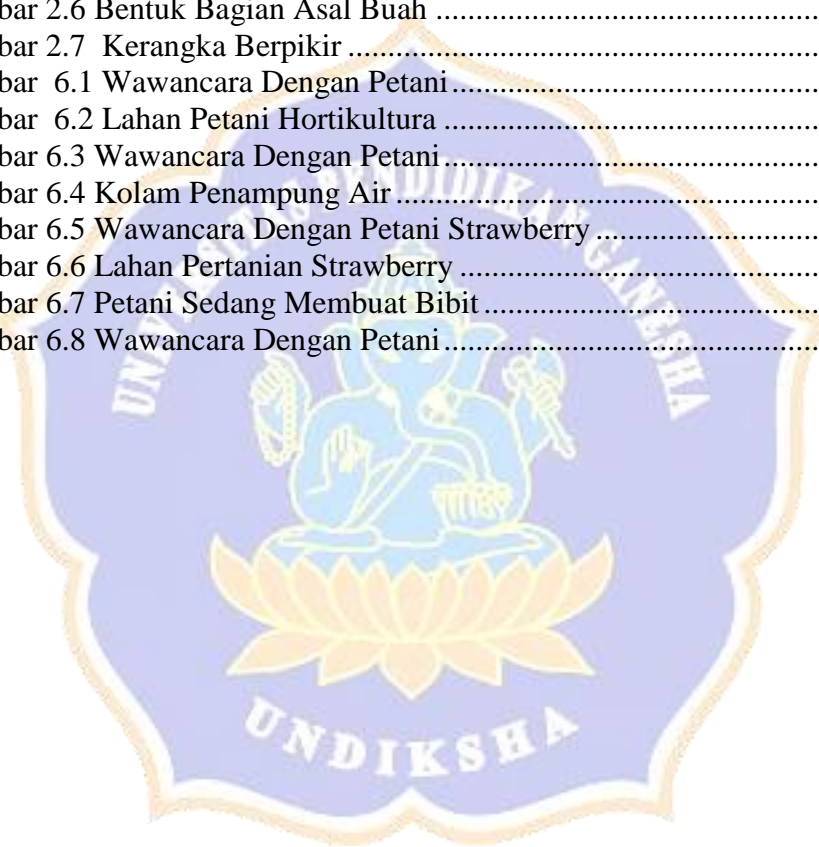 bar 2.6 Bentuk Bagian Asal Buah ....................................................
bar 2.7  Kerangka Berpikir ................................................................
bar  6.1 Wawancara Dengan Petani ..................................................
bar  6.2 Lahan Petani Hortikultura ...................................................
bar 6.3 Wawancara Dengan Petani ...................................................
bar 6.4 Kolam Penampung Air .........................................................
bar 6.5 Wawancara Dengan Petani Strawberry ..............................
bar 6.6 Lahan Pertanian Strawberry ................................................
bar 6.7 Petani Sedang Membuat Bibit .............................................
bar 6.8 Wawancara Dengan Petani ...................................................
UNIVERSITAS PENDIDIKAN GANESHA
UNDIKSHA